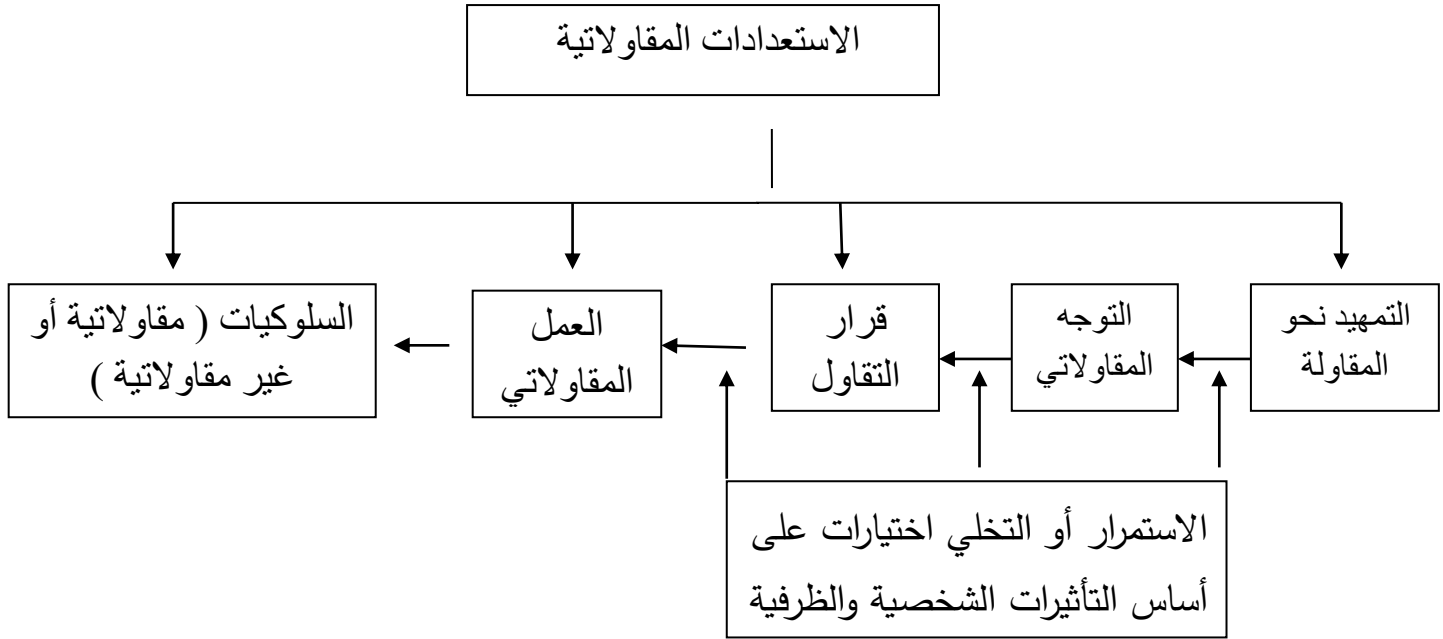 الاستعدادات المقاولاتية
التمهيد نحو
المقاولة
التوجه
المقاولاتي
قرار
التقاول
العمل
المقاولاتي
السلوكيات ( مقاولاتية أو
غير مقاولاتية )
الاستمرار أو التخلي اختيارات على
أساس التأثيرات الشخصية والظرفية